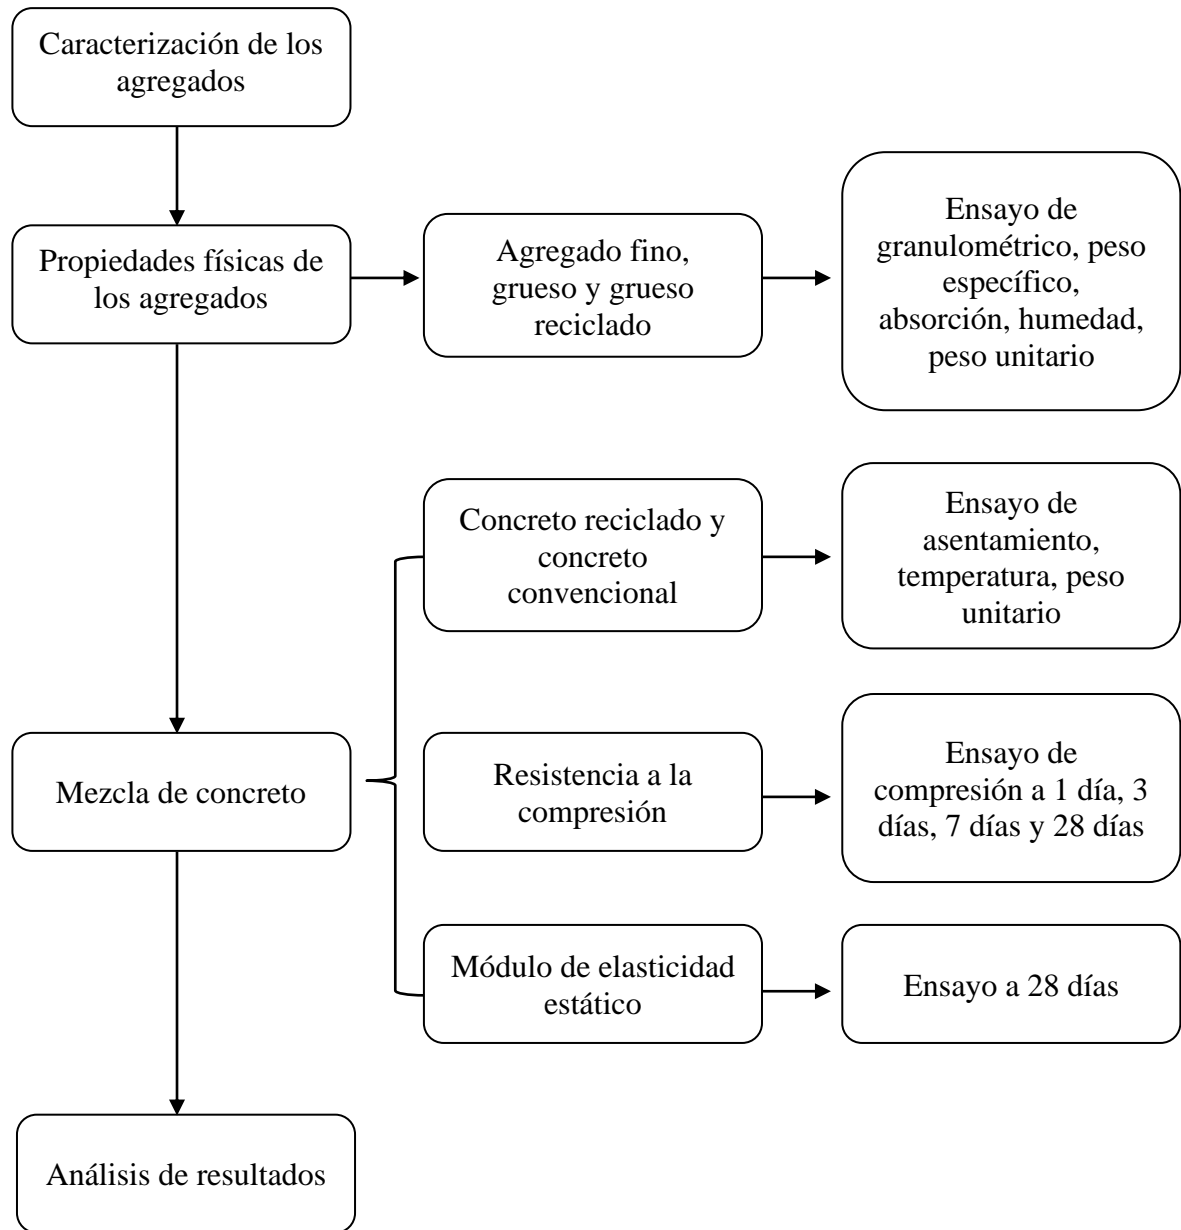 Caracterización de los
agregados
Propiedades físicas de
los agregados
Agregado fino,
grueso y grueso
reciclado
Ensayo de
granulométrico, peso
específico,
absorción, humedad,
peso unitario
Concreto reciclado y
concreto
convencional
Ensayo de
asentamiento,
temperatura, peso
unitario
Mezcla de concreto
Resistencia a la
compresión
Ensayo de
compresión a 1 día, 3
días, 7 días y 28 días
Módulo de elasticidad
estático
Ensayo a 28 días
Análisis de resultados